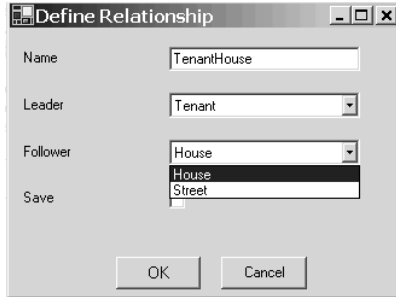 Define Relationship
Name
TenantHouse
Leader
Tenant
Follower
House
House
Street
Save
OK
Cancel